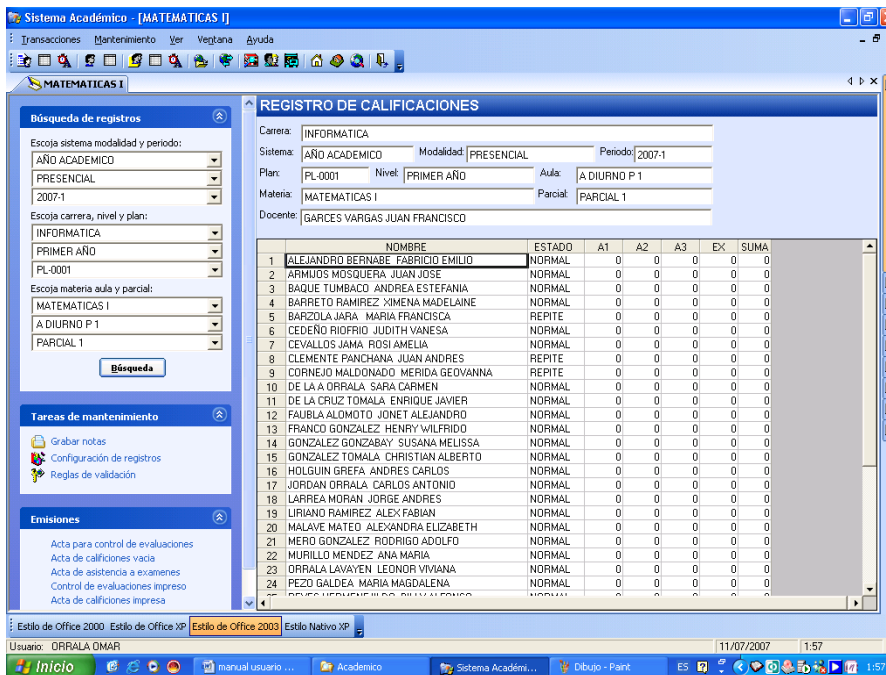 Sistema Académico - [MATEMATICAS I]
Transacciones Mantenimiento Ver Ventana Ayuda
MATEMATICAS I
Búsqueda de registros
Escoja sistema modalidad y periodo:
AÑO ACADEMICO
PRESENCIAL
2007-1
Escoja carrera, nivel y plan:
INFORMATICA
PRIMER AÑO
PL-0001
Escoja materia aula y parcial:
MATEMATICAS I
A DIURNO P 1
PARCIAL 1
Búsqueda
Tareas de mantenimiento
Grabar notas
Configuración de registros
Reglas de validación
Emisiones
Acta para control de evaluaciones
Acta de calificiones vacia
Acta de asistencia a examenes
Control de evaluaciones impreso
Acta de calificiones impresa
REGISTRO DE CALIFICACIONES
Carrera: INFORMATICA
Sistema: AÑO ACADEMICO Modalidad: PRESENCIAL Periodo: 2007-1
Plan: PL-0001 Nivel: PRIMER AÑO Aula: A DIURNO P 1
Materia: MATEMATICAS I Parcial: PARCIAL 1
Docente: GARCES VARGAS JUAN FRANCISCO
NOMBRE ESTADO A1 A2 A3 EX SUMA
1 ALEJANDRO BERNABE FABRICIO EMILIO NORMAL 0 0 0 0 0
2 ARMIJOS MOSQUERA JUAN JOSE NORMAL 0 0 0 0 0
3 BAQUE TUMBACO ANDREA ESTEFANIA NORMAL 0 0 0 0 0
4 BARRETO RAMIREZ XIMENA MADELAINE NORMAL 0 0 0 0 0
5 BARZOLA JARA MARIA FRANCISCA REPITE 0 0 0 0 0
6 CEDEÑO RIOFRIO JUDITH VANESA NORMAL 0 0 0 0 0
7 CEVALLOS JAMA ROSI AMELIA NORMAL 0 0 0 0 0
8 CLEMENTE PANCHANA JUAN ANDRES REPITE 0 0 0 0 0
9 CORNEJO MALDONADO MERIDA GEOVANNA REPITE 0 0 0 0 0
10 DE LA A ORRALA SARA CARMEN NORMAL 0 0 0 0 0
11 DE LA CRUZ TOMALA ENRIQUE JAVIER NORMAL 0 0 0 0 0
12 FAUBLA ALOMOTO JONET ALEJANDRO NORMAL 0 0 0 0 0
13 FRANCO GONZALEZ HENRY WILFRIDO NORMAL 0 0 0 0 0
14 GONZALEZ GONZABAY SUSANA MELISSA NORMAL 0 0 0 0 0
15 GONZALEZ TOMALA CHRISTIAN ALBERTO NORMAL 0 0 0 0 0
16 HOLGUIN GREFA ANDRES CARLOS NORMAL 0 0 0 0 0
17 JORDAN ORRALA CARLOS ANTONIO NORMAL 0 0 0 0 0
18 LARREA MORAN JORGE ANDRES NORMAL 0 0 0 0 0
19 LIRIANO RAMIREZ ALEX FABIAN NORMAL 0 0 0 0 0
20 MALAVE MATEO ALEXANDRA ELIZABETH NORMAL 0 0 0 0 0
21 MERO GONZALEZ RODRIGO ADOLFO NORMAL 0 0 0 0 0
22 MURILLO MENDEZ ANA MARIA NORMAL 0 0 0 0 0
23 ORRALA LAVAYEN LEONOR VIVIANA NORMAL 0 0 0 0 0
24 PEZO GALDEA MARIA MAGDALENA NORMAL 0 0 0 0 0
Estilo de Office 2000 Estilo de Office XP Estilo de Office 2003 Estilo Nativo XP
Usuario: ORRALA OMAR 11/07/2007 1:57
Inicio manual usuario ... Academico Sistema Académi... Dibujo - Paint ES 1:57